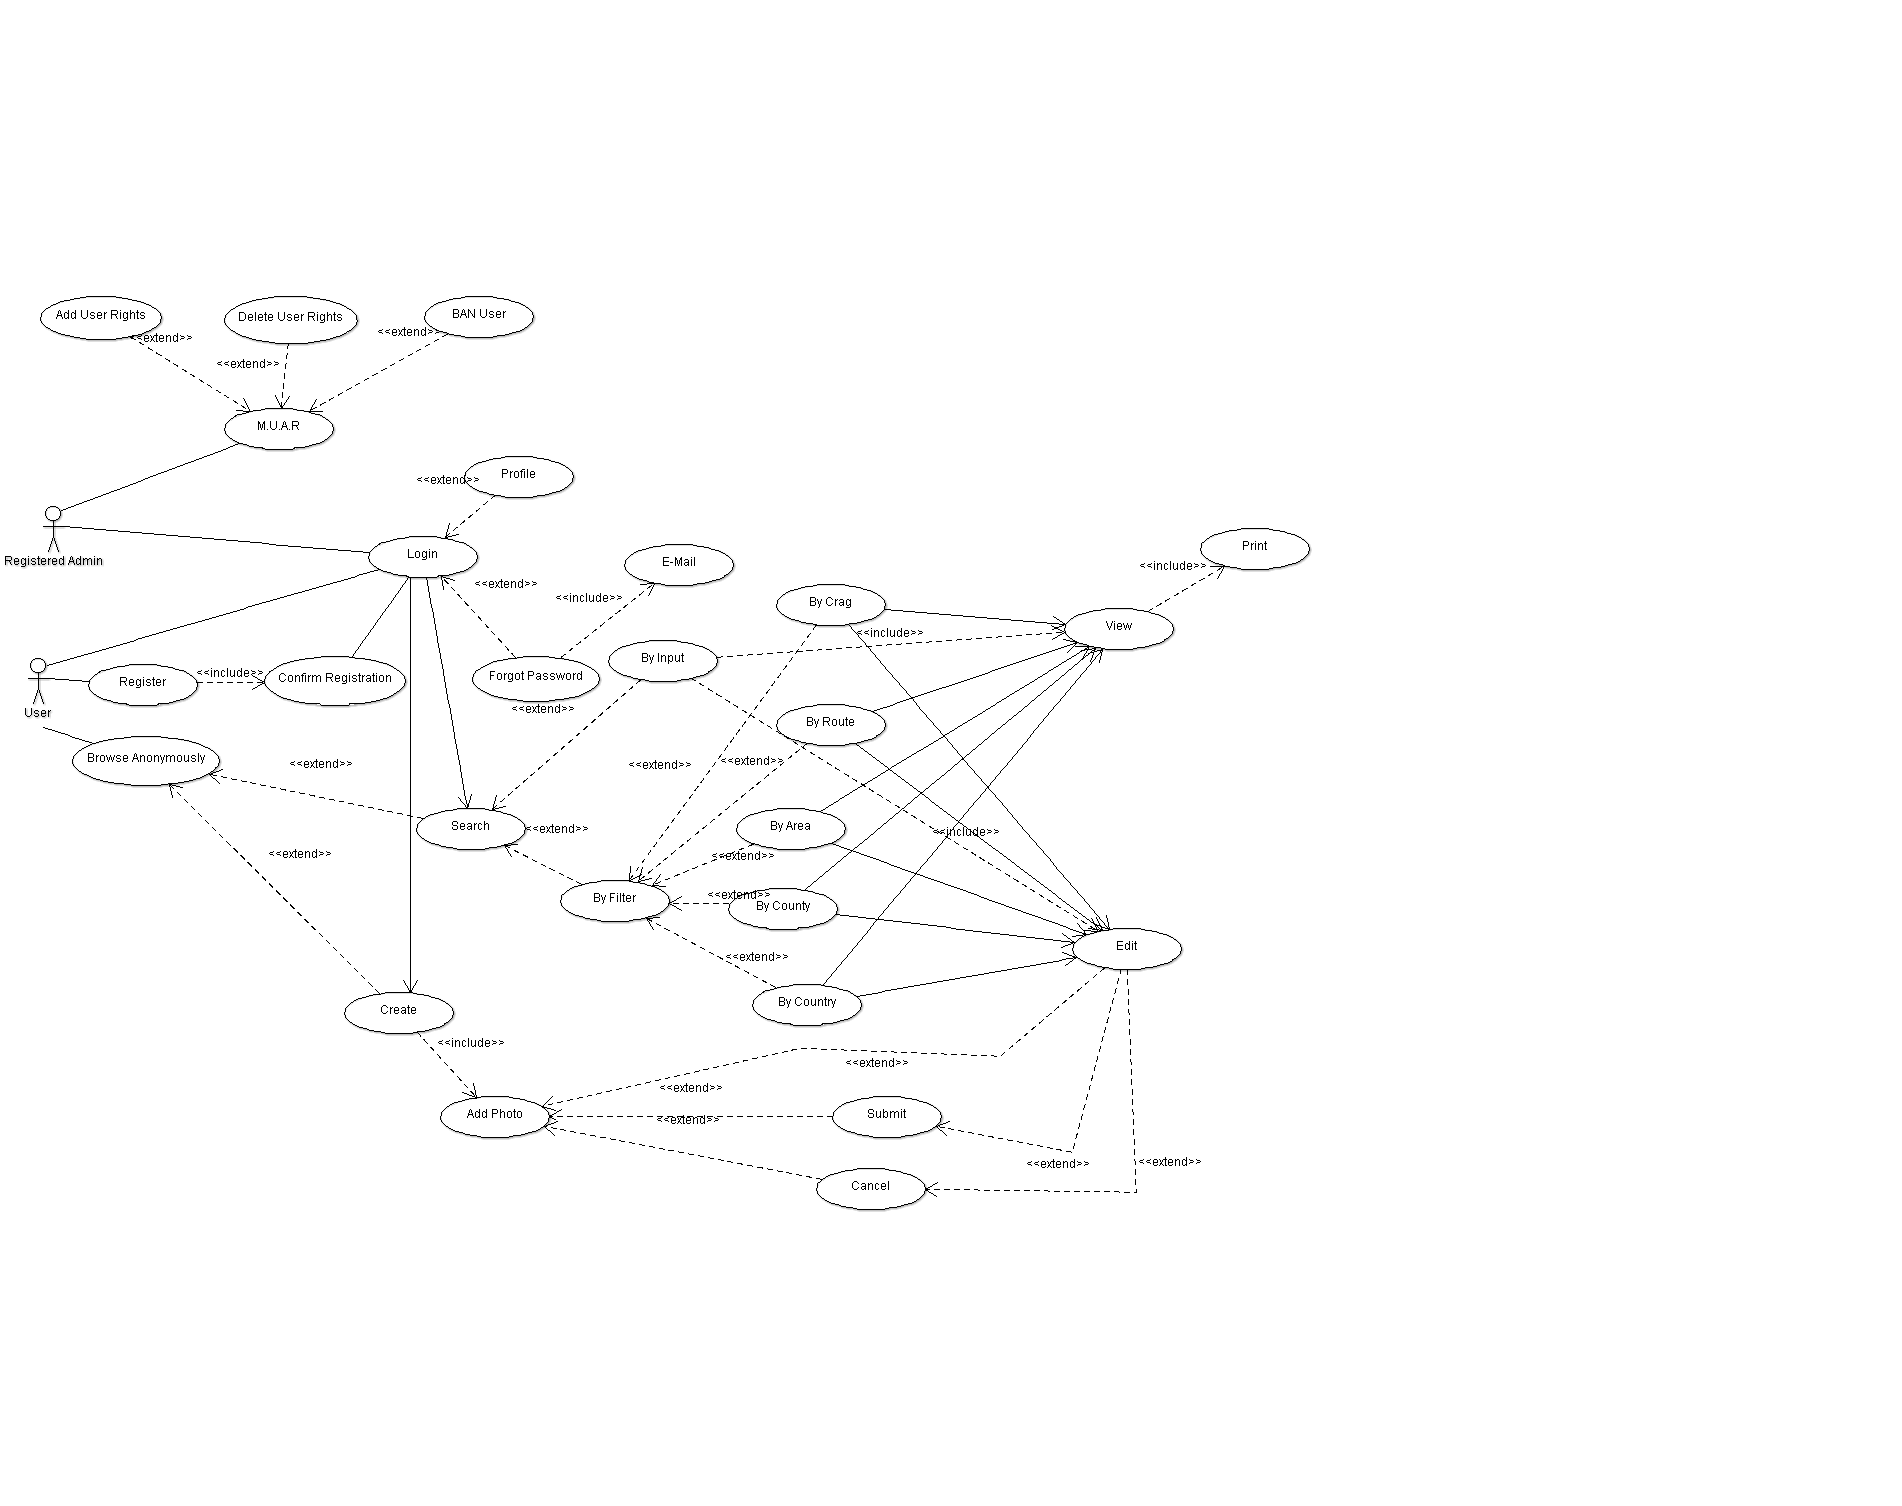 Add User Rights
Delete User Rights
BAN User
<<extend>>
<<extend>>
<<extend>>
M.U.A.R
Profile
<<extend>>
Registered Admin
Login
E-Mail
Print
<<include>>
<<extend>>
<<include>>
By Crag
View
<<include>>
By Input
User
Register
<<include>>
Confirm Registration
Forgot Password
<<extend>>
By Route
Browse Anonymously
<<extend>>
<<extend>>
<<extend>>
Search
<<extend>>
By Area
<<include>>
<<extend>>
<<extend>>
By Filter
<<extend>>
By County
Edit
<<extend>>
By Country
Create
<<include>>
<<extend>>
<<extend>>
Add Photo
<<extend>>
Submit
<<extend>>
<<extend>>
Cancel